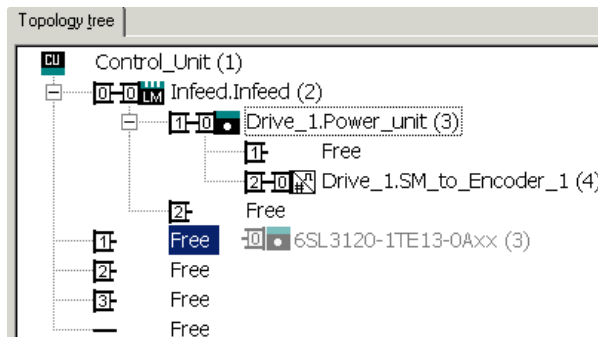 Topology tree
CU Control_Unit (1)
0 0 LM Infeed.Infeed (2)
1 0 Drive_1.Power_unit (3)
1 Free
2 0 # Drive_1.SM_to_Encoder_1 (4)
2 Free
1 Free 0 6SL3120-1TE13-0Axx (3)
2 Free
3 Free
Free